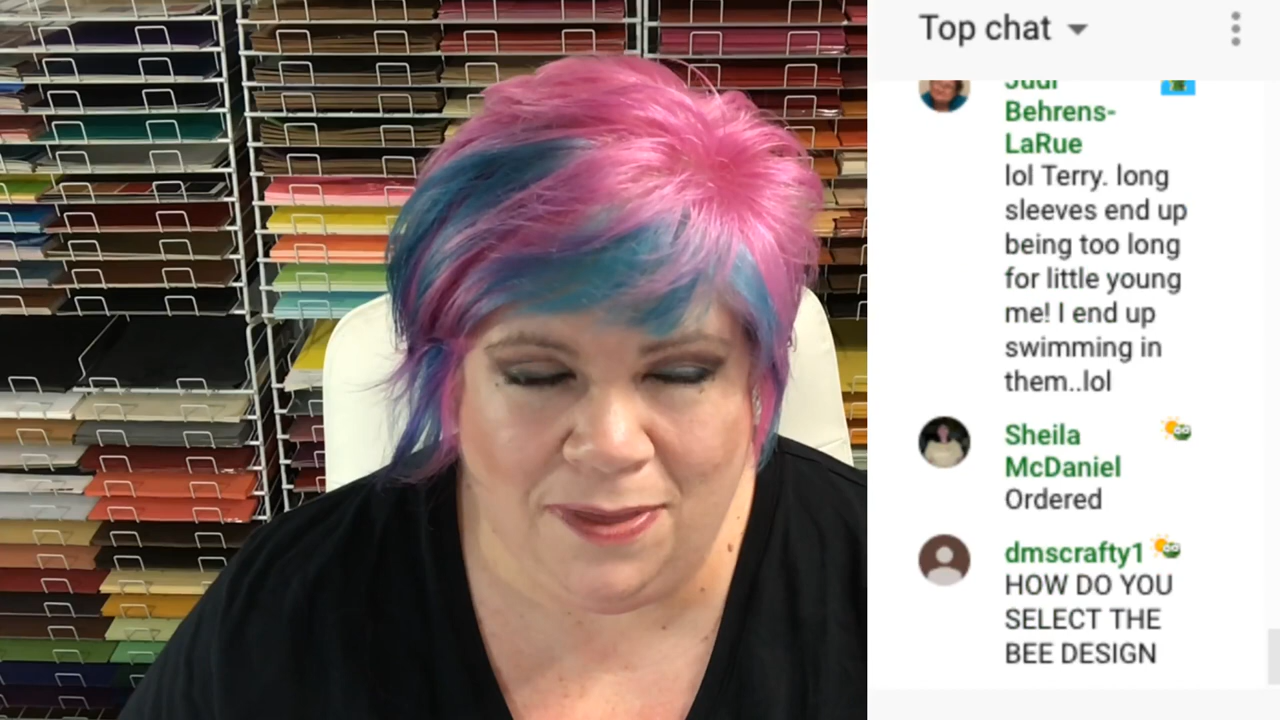 Top chat
Judi
Behrens-
LaRue
lol Terry. long
sleeves end up
being too long
for little young
me! I end up
swimming in
them..lol
Sheila
McDaniel
Ordered
dmscrafty1
HOW DO YOU
SELECT THE
BEE DESIGN